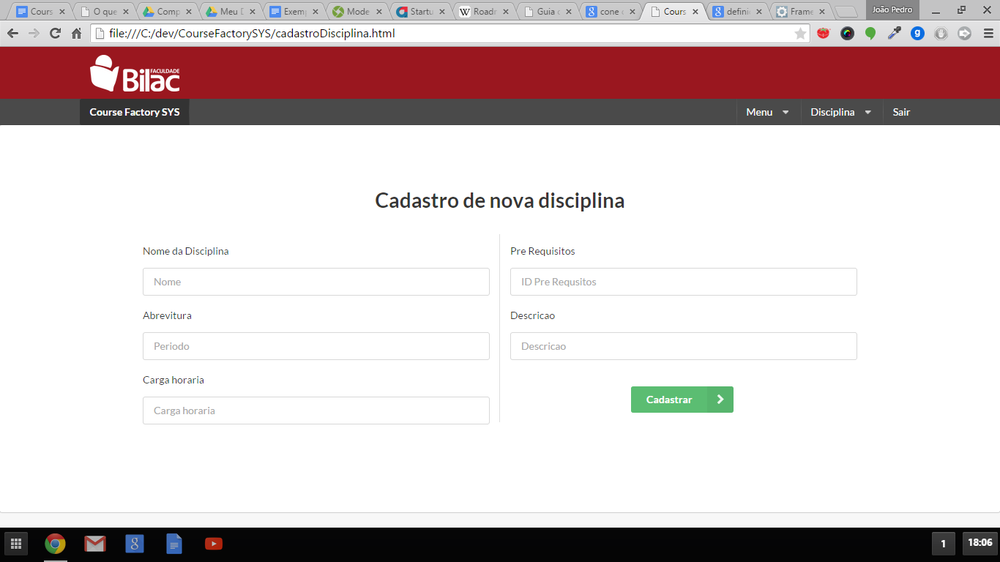 Cours
O que
Comp
Meu D
Exemp
Mode
Startu
Roadr
Guia
cone
Cours
defini
Frame
João Pedro
file:///C:/dev/CourseFactorySYS/cadastroDisciplina.html
FACULDADE
Bilac
Course Factory SYS
Menu
Disciplina
Sair
Cadastro de nova disciplina
Nome da Disciplina
Nome
Abrevitura
Periodo
Carga horaria
Carga horaria
Pre Requisitos
ID Pre Requsitos
Descricao
Descricao
Cadastrar
1
18:06